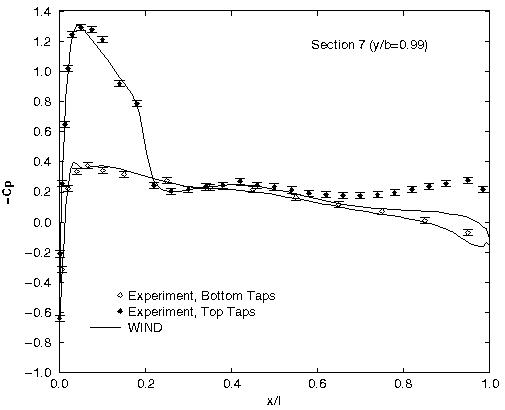 1.4
Section 7 (y/b=0.99)
1.2
1.0
0.8
0.6
0.4
0.2
-Cp
0.0
-0.2
-0.4
Experiment, Bottom Taps
-0.6
Experiment, Top Taps
WIND
-0.8
-1.0
0.0 0.2 0.4 0.6 0.8 1.0
x/l